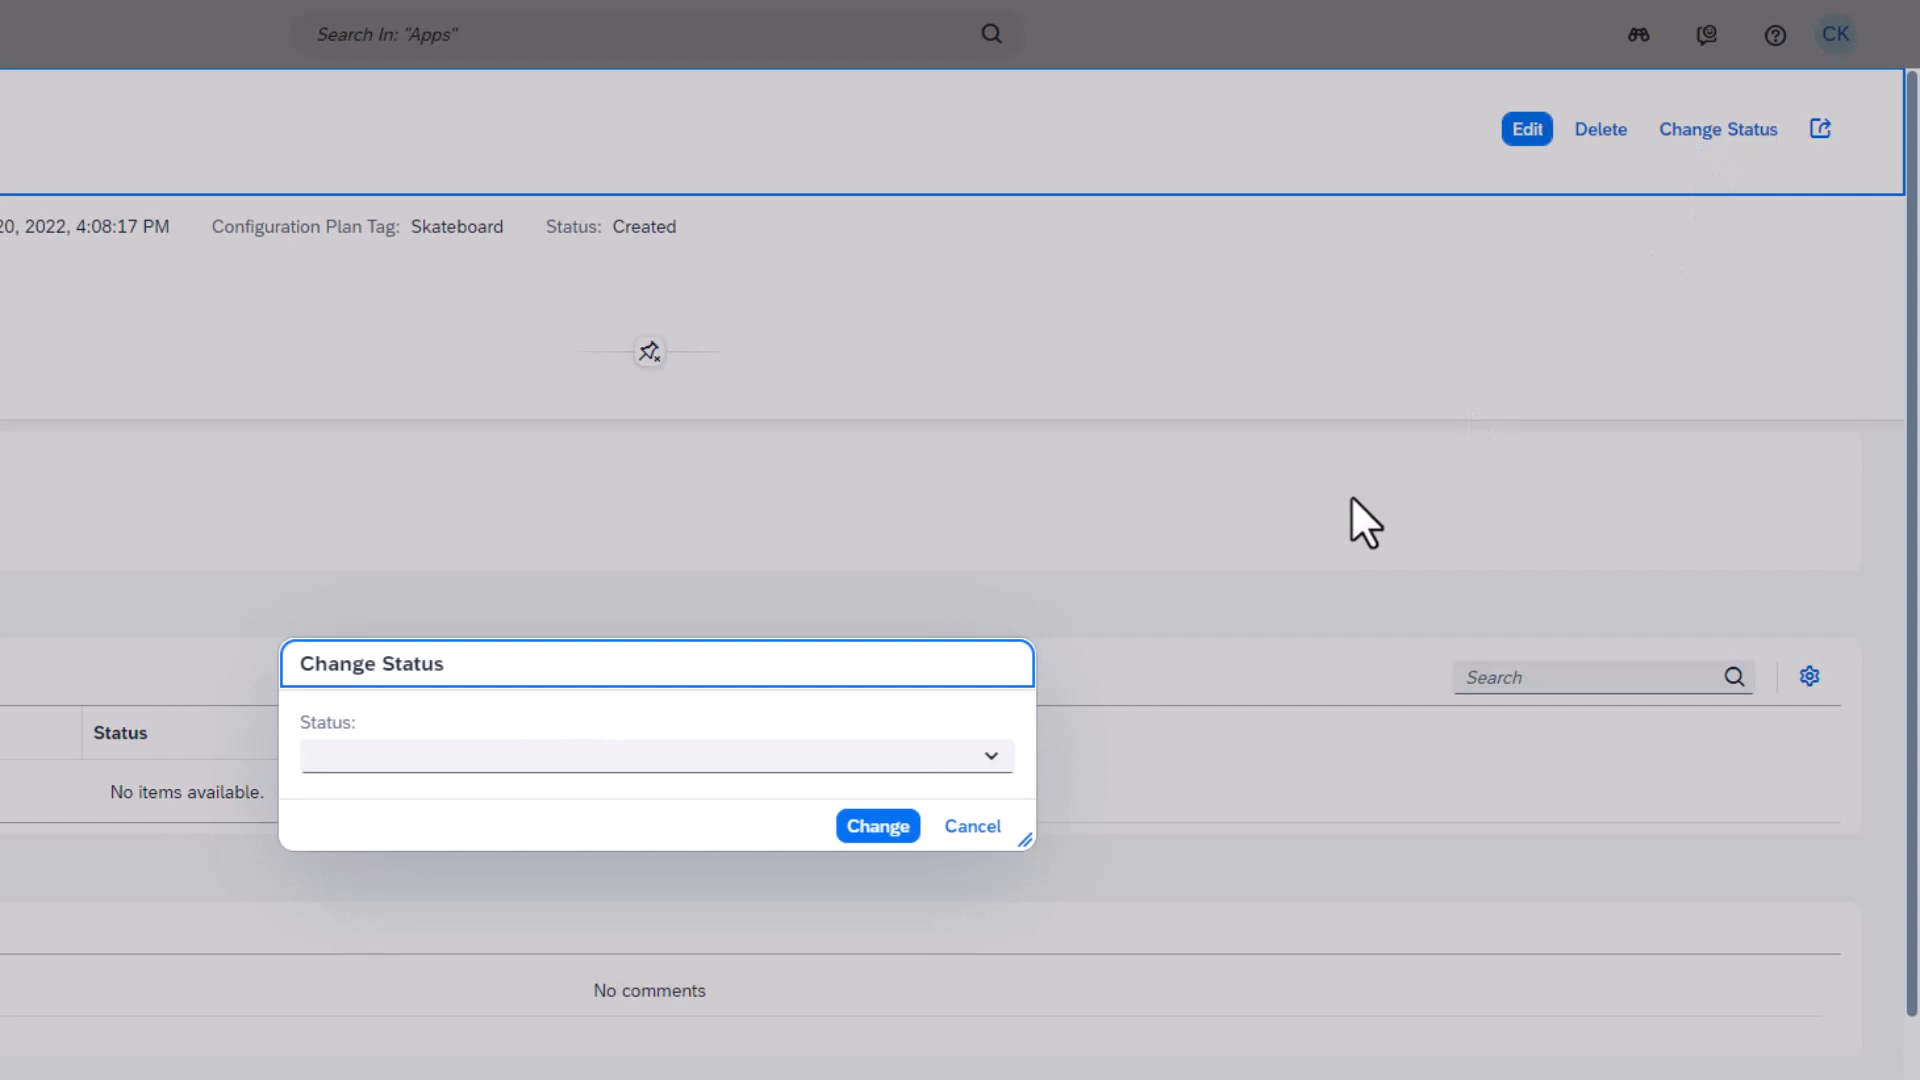 Search In: "Apps"
CK
Edit Delete Change Status
20, 2022, 4:08:17 PM Configuration Plan Tag: Skateboard Status: Created
Change Status
Search
Status:
Status
No items available.
Change Cancel
No comments